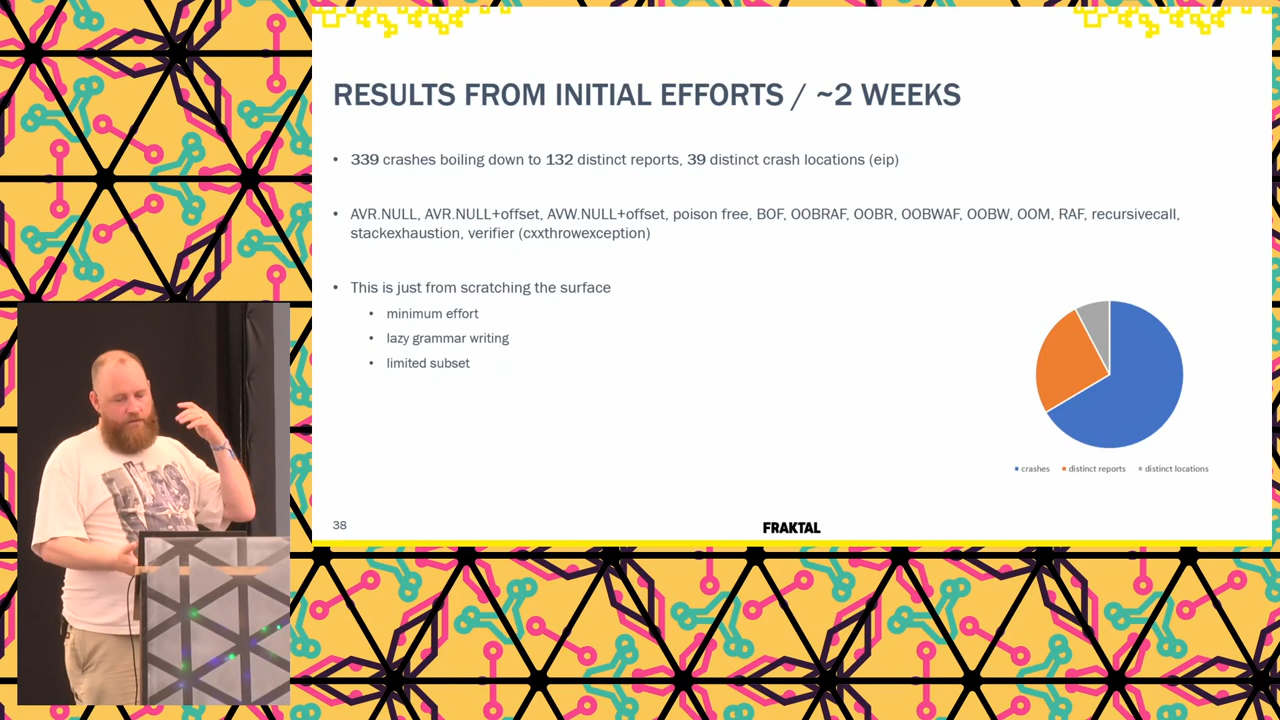 RESULTS FROM INITIAL EFFORTS / ~2 WEEKS
• 339 crashes boiling down to 132 distinct reports, 39 distinct crash locations (eip)
• AVR.NULL, AVR.NULL+offset, AVW.NULL+offset, poison free, BOF, OOBRAF, OOBR, OOBWAF, OOBW, OOM, RAF, recursivecall,
stackexhaustion, verifier (cxxthrowexception)
• This is just from scratching the surface
• minimum effort
• lazy grammar writing
• limited subset
crashes distinct reports distinct locations
38
FRAKTAL